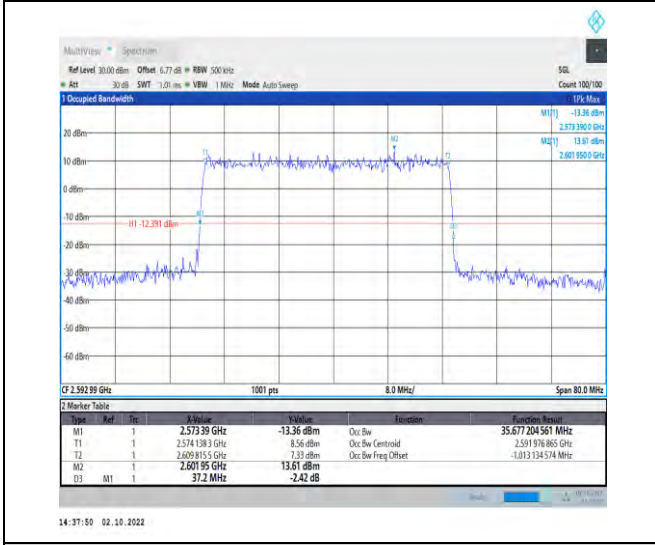 MultiView Spectrum
Ref Level 30.00 dBm Offset 6.77 dB RBW 500 kHz SGL
Att 30 dB SWT 1.01 ms VBW 1 MHz Mode Auto Sweep Count 100/100
1 Occupied Bandwidth 1Pk Max
M1[1] -13.36 dBm
2.573 390 0 GHz
M2[1] 13.61 dBm
2.601 950 0 GHz
20 dBm
M2
T1 T2
10 dBm
0 dBm
-10 dBm
M1
H1 -12.391 dBm
-20 dBm
-30 dBm
-40 dBm
-50 dBm
-60 dBm
CF 2.592 99 GHz 1001 pts 8.0 MHz/ Span 80.0 MHz
2 Marker Table
Type Ref Trc X-Value Y-Value Function Function Result
M1 1 2.573 39 GHz -13.36 dBm Occ Bw 35.677 204 561 MHz
T1 1 2.574 138 3 GHz 8.56 dBm Occ Bw Centroid 2.591 976 865 GHz
T2 1 2.609 815 5 GHz 7.33 dBm Occ Bw Freq Offset -1.013 134 574 MHz
M2 1 2.601 95 GHz 13.61 dBm
D3 M1 1 37.2 MHz -2.42 dB
14:37:50 02.10.2022